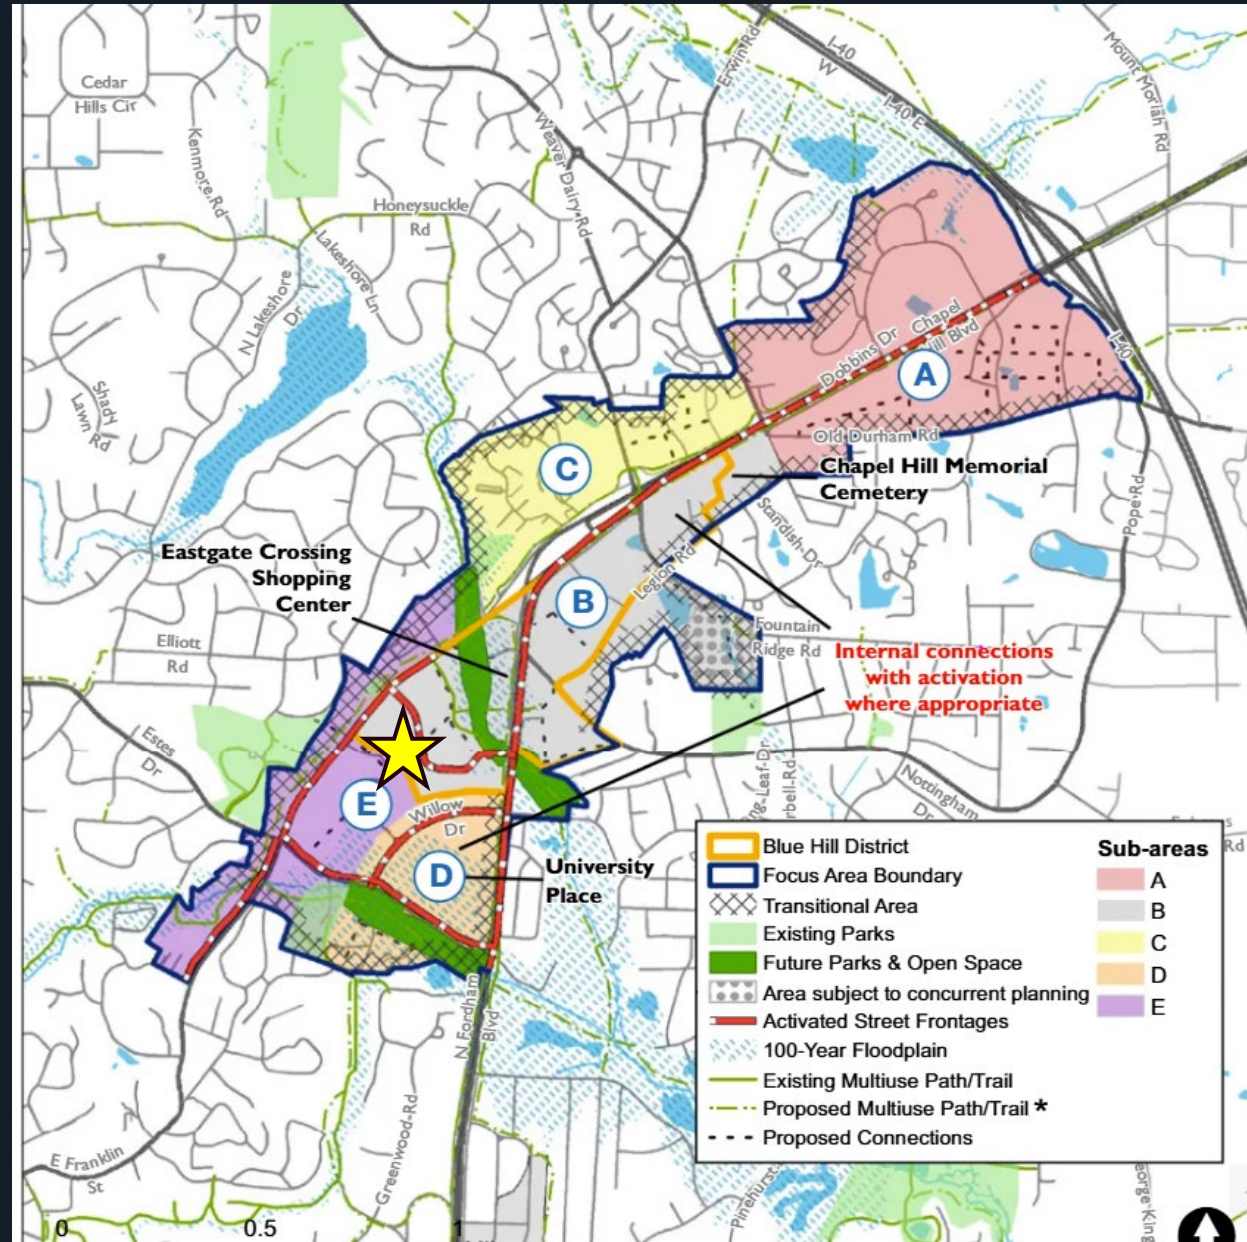 Cedar
Hills Cir
Kenmore Rd
Honeysuckle
Rd
Lakeshore Ln
N Lakeshore
Dr
Shady
Lawn Rd
Weaver Dairy Rd
Erwin Rd
I-40
W
I-40 E
Mount Moriah Rd
Dobbins Dr
Chapel
Hill Blvd
I-40
A
Old Durham Rd
C
Chapel Hill Memorial
Cemetery
Pope Rd
Standish Dr
Eastgate Crossing
Shopping
Center
Legion Rd
B
Fountain
Ridge Rd
Elliott
Rd
Internal connections
with activation
where appropriate
Estes
Dr
E
Willow
Dr
Nottingham
Dr
D
University
Place
N Fordham
Blvd
Greenwood-Rd
E Franklin
St
Pinehurst
Rd
Blue Hill District
Focus Area Boundary
Transitional Area
Existing Parks
Future Parks & Open Space
Area subject to concurrent planning
Activated Street Frontages
100-Year Floodplain
Existing Multiuse Path/Trail
Proposed Multiuse Path/Trail *
Proposed Connections
Sub-areas
A
B
C
D
E
0
0.5
1